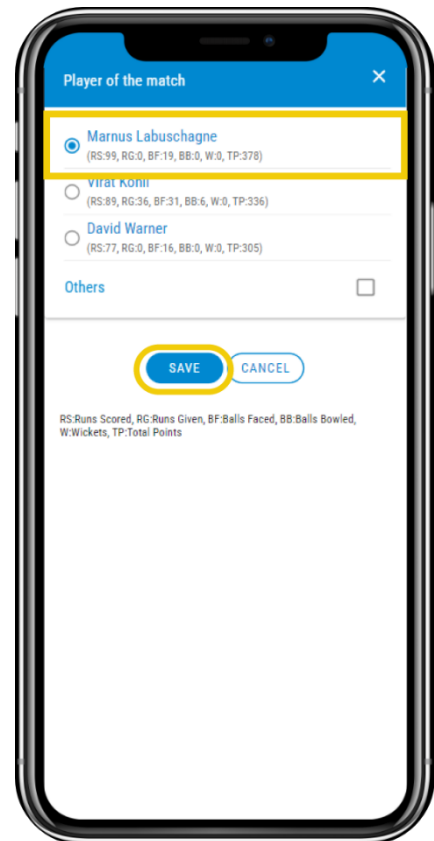 Player of the match ×
Marnus Labuschagne
(RS:99, RG:0, BF:19, BB:0, W:0, TP:378)
Virat Kohli
(RS:89, RG:36, BF:31, BB:6, W:0, TP:336)
David Warner
(RS:77, RG:0, BF:16, BB:0, W:0, TP:305)
Others
SAVE CANCEL
RS:Runs Scored, RG:Runs Given, BF:Balls Faced, BB:Balls Bowled,
W:Wickets, TP:Total Points